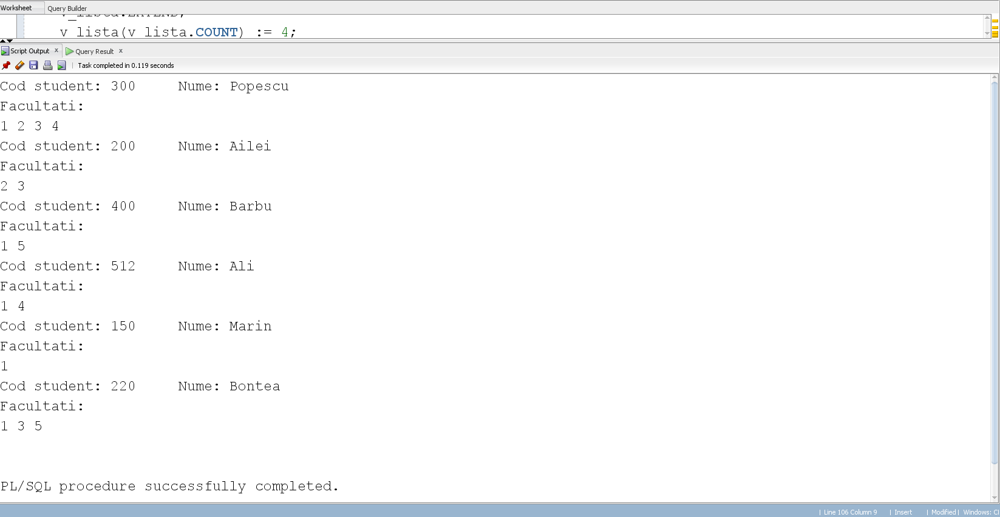 Worksheet Query Builder
v_lista.EXTEND;
v_lista(v_lista.COUNT) := 4;
Script Output x Query Result x
Task completed in 0.119 seconds
Cod student: 300 Nume: Popescu
Facultati:
1 2 3 4
Cod student: 200 Nume: Ailei
Facultati:
2 3
Cod student: 400 Nume: Barbu
Facultati:
1 5
Cod student: 512 Nume: Ali
Facultati:
1 4
Cod student: 150 Nume: Marin
Facultati:
1
Cod student: 220 Nume: Bontea
Facultati:
1 3 5
PL/SQL procedure successfully completed.
| Line 106 Column 9 | Insert | Modified | Windows: